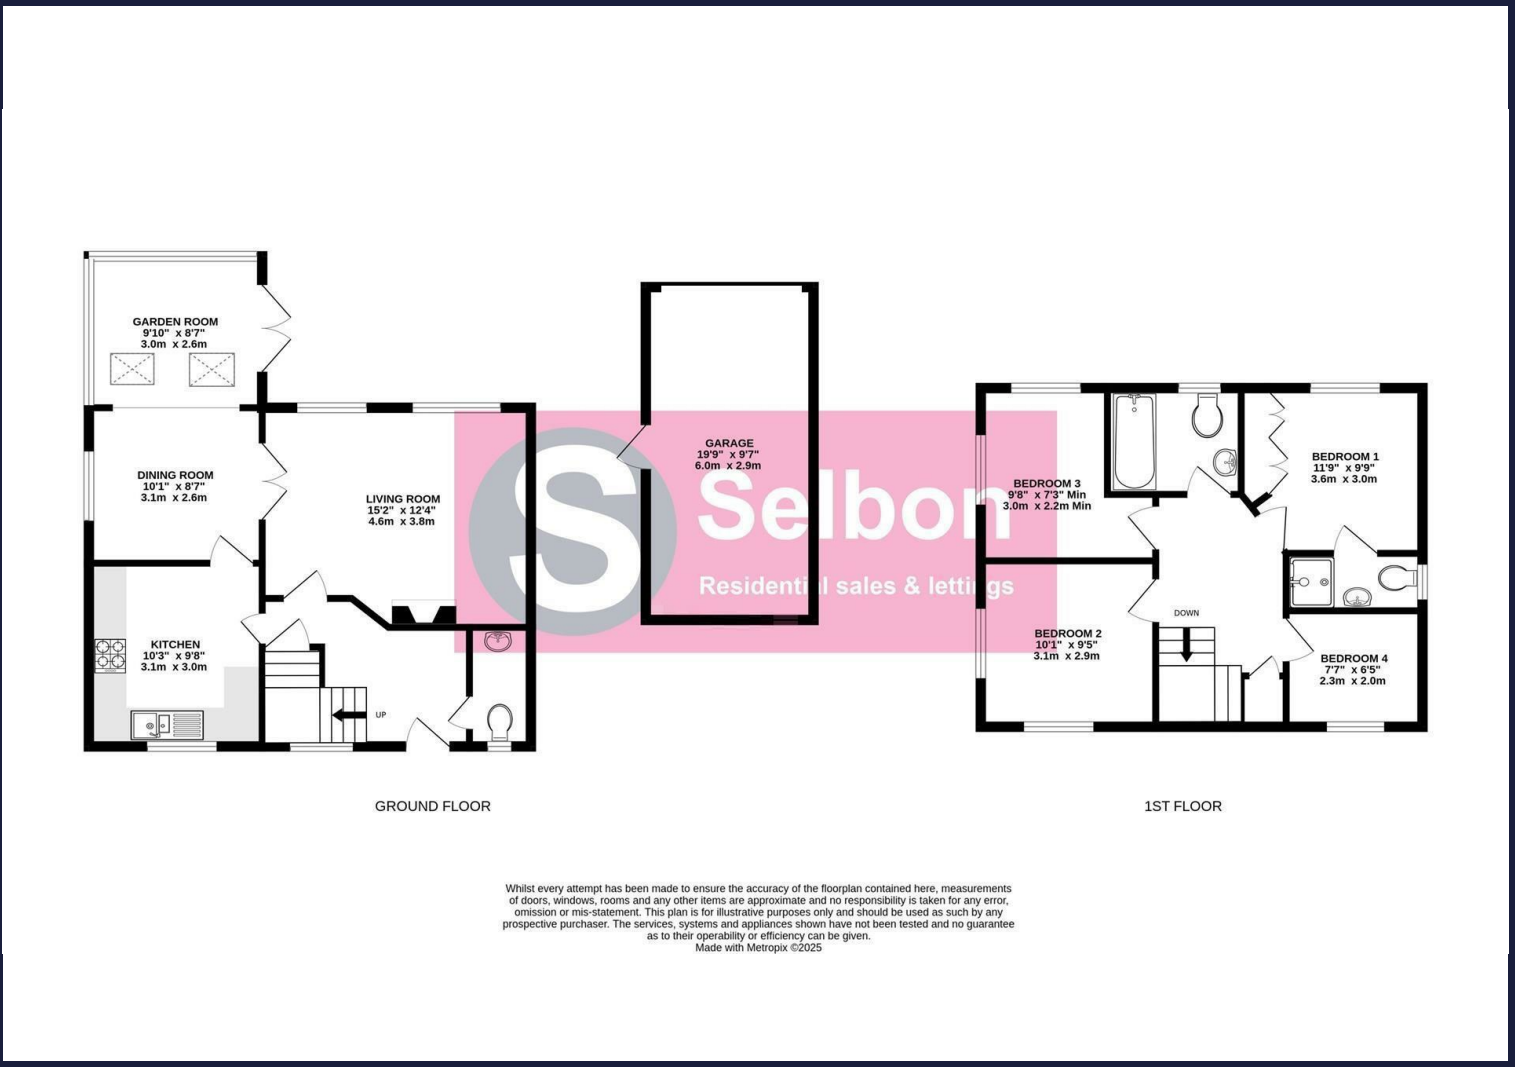 GARDEN ROOM
9'10" x 8'7"
3.0m x 2.6m
DINING ROOM
10'1" x 8'7"
3.1m x 2.6m
LIVING ROOM
15'2" x 12'4"
4.6m x 3.8m
KITCHEN
10'3" x 9'8"
3.1m x 3.0m
UP
GROUND FLOOR
GARAGE
19'9" x 9'7"
6.0m x 2.9m
S
Selbon
Residential sales & lettings
BEDROOM 3
9'8" x 7'3" Min
3.0m x 2.2m Min
BEDROOM 1
11'9" x 9'9"
3.6m x 3.0m
BEDROOM 2
10'1" x 9'5"
3.1m x 2.9m
DOWN
BEDROOM 4
7'7" x 6'5"
2.3m x 2.0m
1ST FLOOR
Whilst every attempt has been made to ensure the accuracy of the floorplan contained here, measurements
of doors, windows, rooms and any other items are approximate and no responsibility is taken for any error,
omission or mis-statement. This plan is for illustrative purposes only and should be used as such by any
prospective purchaser. The services, systems and appliances shown have not been tested and no guarantee
as to their operability or efficiency can be given.
Made with Metropix ©2025